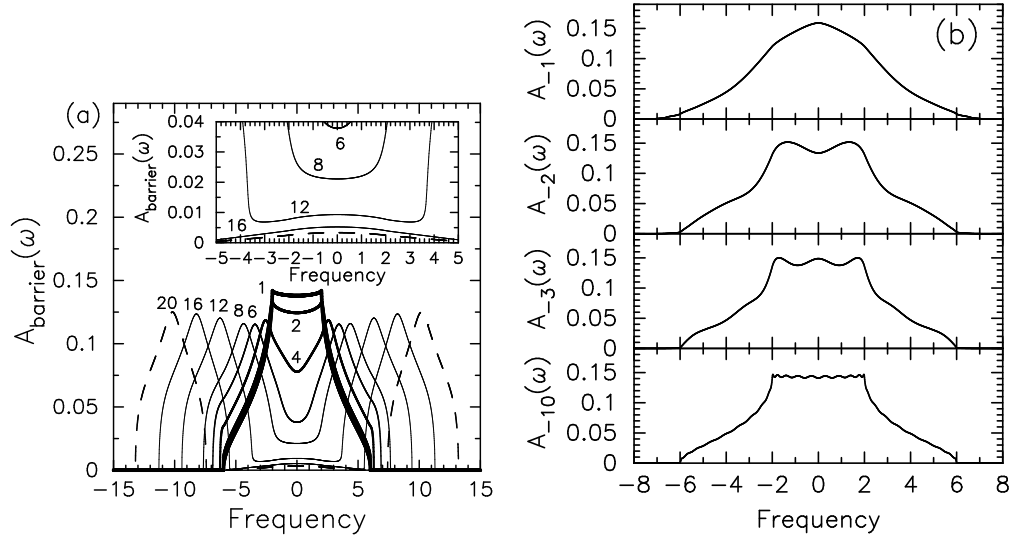 (a)
A_barrier(ω)
0.25
0.2
0.15
0.1
0.05
0
−15 −10 −5 0 5 10 15
Frequency
20 16 12 8 6
1
2
4
A_barrier(ω)
0.04
0.03
0.02
0.01
0
6
8
12
16
−5 −4 −3 −2 −1 0 1 2 3 4 5
Frequency
(b)
A_−1(ω)
0.15
0.1
0.05
0
A_−2(ω)
0.15
0.1
0.05
0
A_−3(ω)
0.15
0.1
0.05
0
A_−10(ω)
0.15
0.1
0.05
0
−8 −6 −4 −2 0 2 4 6 8
Frequency